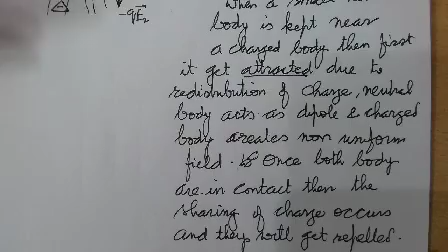 When a
body is kept near
-qE₂
a charged body then first
it get attracted due to
redistribution of charge, neutral
body acts as dipole & charged
body creates non uniform
field. Once both body
are in contact then the
sharing of charge occurs
and they will get repelled.